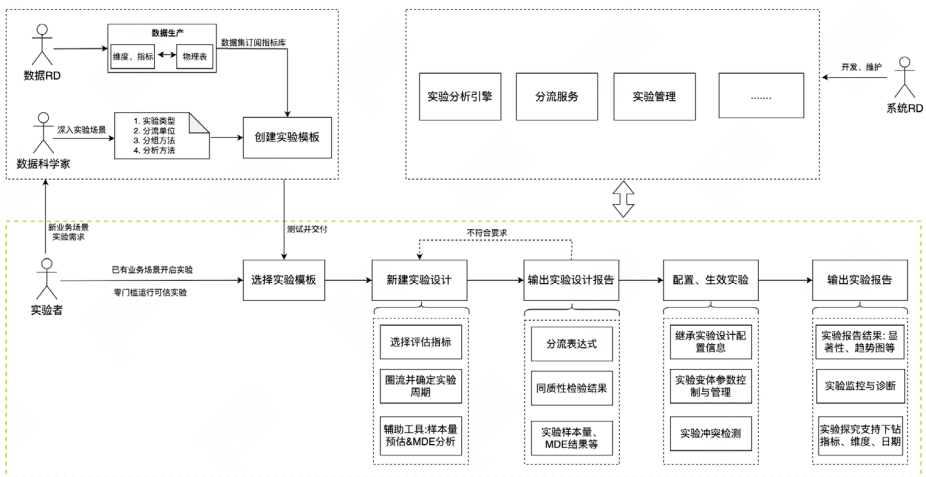 数据生产
维度、指标
物理表
数据RD
数据集订阅指标库
深入实验场景
1. 实验类型
2. 分流单位
3. 分组方法
4. 分析方法
创建实验模板
数据科学家
实验分析引擎
分流服务
实验管理
.......
开发、维护
系统RD
新业务场景
实验需求
测试并交付
不符合要求
已有业务场景开启实验
零门槛运行可信实验
实验者
选择实验模板
新建实验设计
输出实验设计报告
配置、生效实验
输出实验报告
选择评估指标
圈流并确定实验
周期
辅助工具:样本量
预估&MDE分析
分流表达式
同质性检验结果
实验样本量、
MDE结果等
继承实验设计配
置信息
实验变体参数控
制与管理
实验冲突检测
实验报告结果: 显
著性、趋势图等
实验监控与诊断
实验探究支持下钻
指标、维度、日期